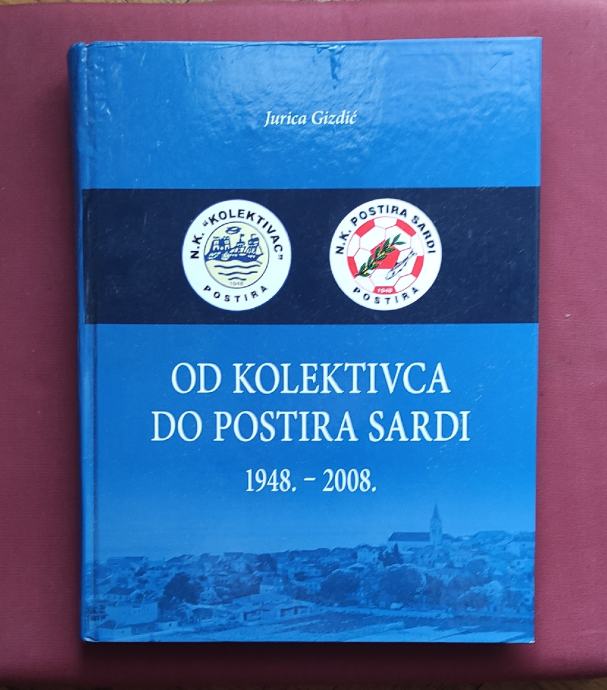 Jurica Gizdić
N.K. "KOLEKTIVAC"
1948
POSTIRA
N.K. POSTIRA SARDI
1948
POSTIRA
OD KOLEKTIVCA
DO POSTIRA SARDI
1948. – 2008.